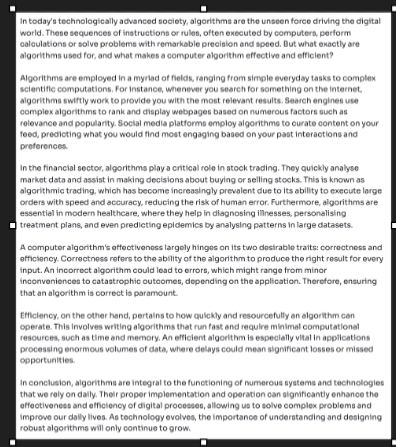 In today's technologically advanced society, algorithms are the unseen force driving the digital
world. These sequences of instructions or rules, often executed by computers, perform
calculations or solve problems with remarkable precision and speed. But what exactly are
algorithms used for, and what makes a computer algorithm effective and efficient?
Algorithms are employed in a myriad of fields, ranging from simple everyday tasks to complex
scientific computations. For instance, whenever you search for something on the internet,
algorithms swiftly work to provide you with the most relevant results. Search engines use
complex algorithms to rank and display webpages based on numerous factors such as
relevance and popularity. Social media platforms employ algorithms to curate content on your
feed, predicting what you would find most engaging based on your past interactions and
preferences.
In the financial sector, algorithms play a critical role in stock trading. They quickly analyse
market data and assist in making decisions about buying or selling stocks. This is known as
algorithmic trading, which has become increasingly prevalent due to its ability to execute large
orders with speed and accuracy, reducing the risk of human error. Furthermore, algorithms are
essential in modern healthcare, where they help in diagnosing illnesses, personalising
treatment plans, and even predicting epidemics by analysing patterns in large datasets.
A computer algorithm's effectiveness largely hinges on its two desirable traits: correctness and
efficiency. Correctness refers to the ability of the algorithm to produce the right result for every
input. An incorrect algorithm could lead to errors, which might range from minor
inconveniences to catastrophic outcomes, depending on the application. Therefore, ensuring
that an algorithm is correct is paramount.
Efficiency, on the other hand, pertains to how quickly and resourcefully an algorithm can
operate. This involves writing algorithms that run fast and require minimal computational
resources, such as time and memory. An efficient algorithm is especially vital in applications
processing enormous volumes of data, where delays could mean significant losses or missed
opportunities.
In conclusion, algorithms are integral to the functioning of numerous systems and technologies
that we rely on daily. Their proper implementation and operation can significantly enhance the
effectiveness and efficiency of digital processes, allowing us to solve complex problems and
improve our daily lives. As technology evolves, the importance of understanding and designing
robust algorithms will only continue to grow.